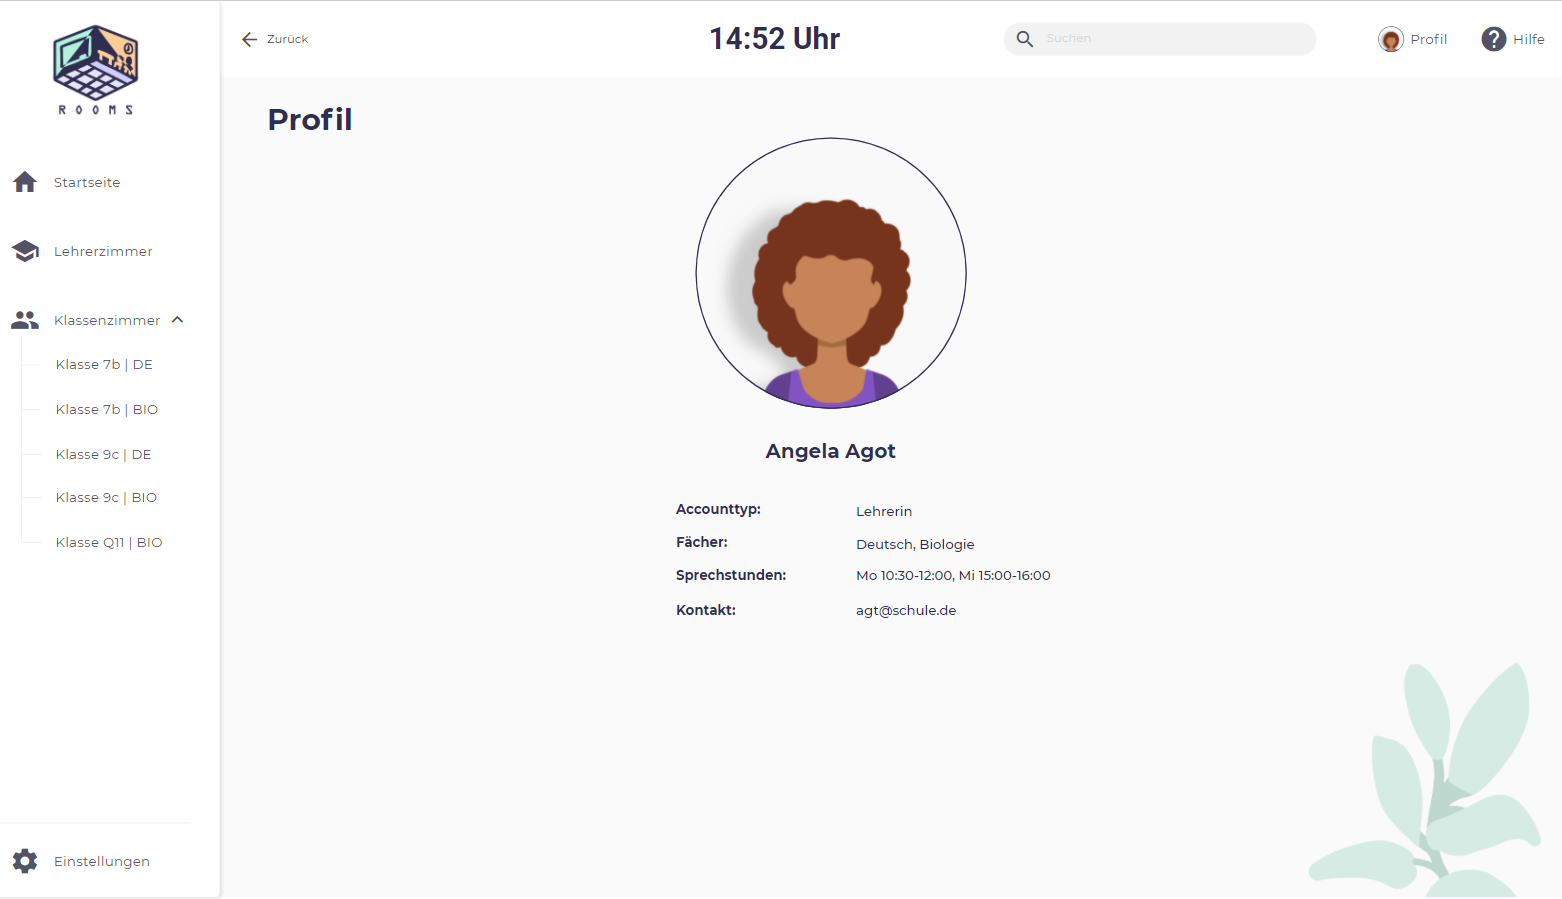 ROOMS
Zurück
14:52 Uhr
Suchen
Profil
Hilfe
Startseite
Lehrerzimmer
Klassenzimmer
Klasse 7b | DE
Klasse 7b | BIO
Klasse 9c | DE
Klasse 9c | BIO
Klasse Q11 | BIO
Einstellungen
Profil
Angela Agot
Accounttyp: Lehrerin
Fächer: Deutsch, Biologie
Sprechstunden: Mo 10:30-12:00, Mi 15:00-16:00
Kontakt: agt@schule.de